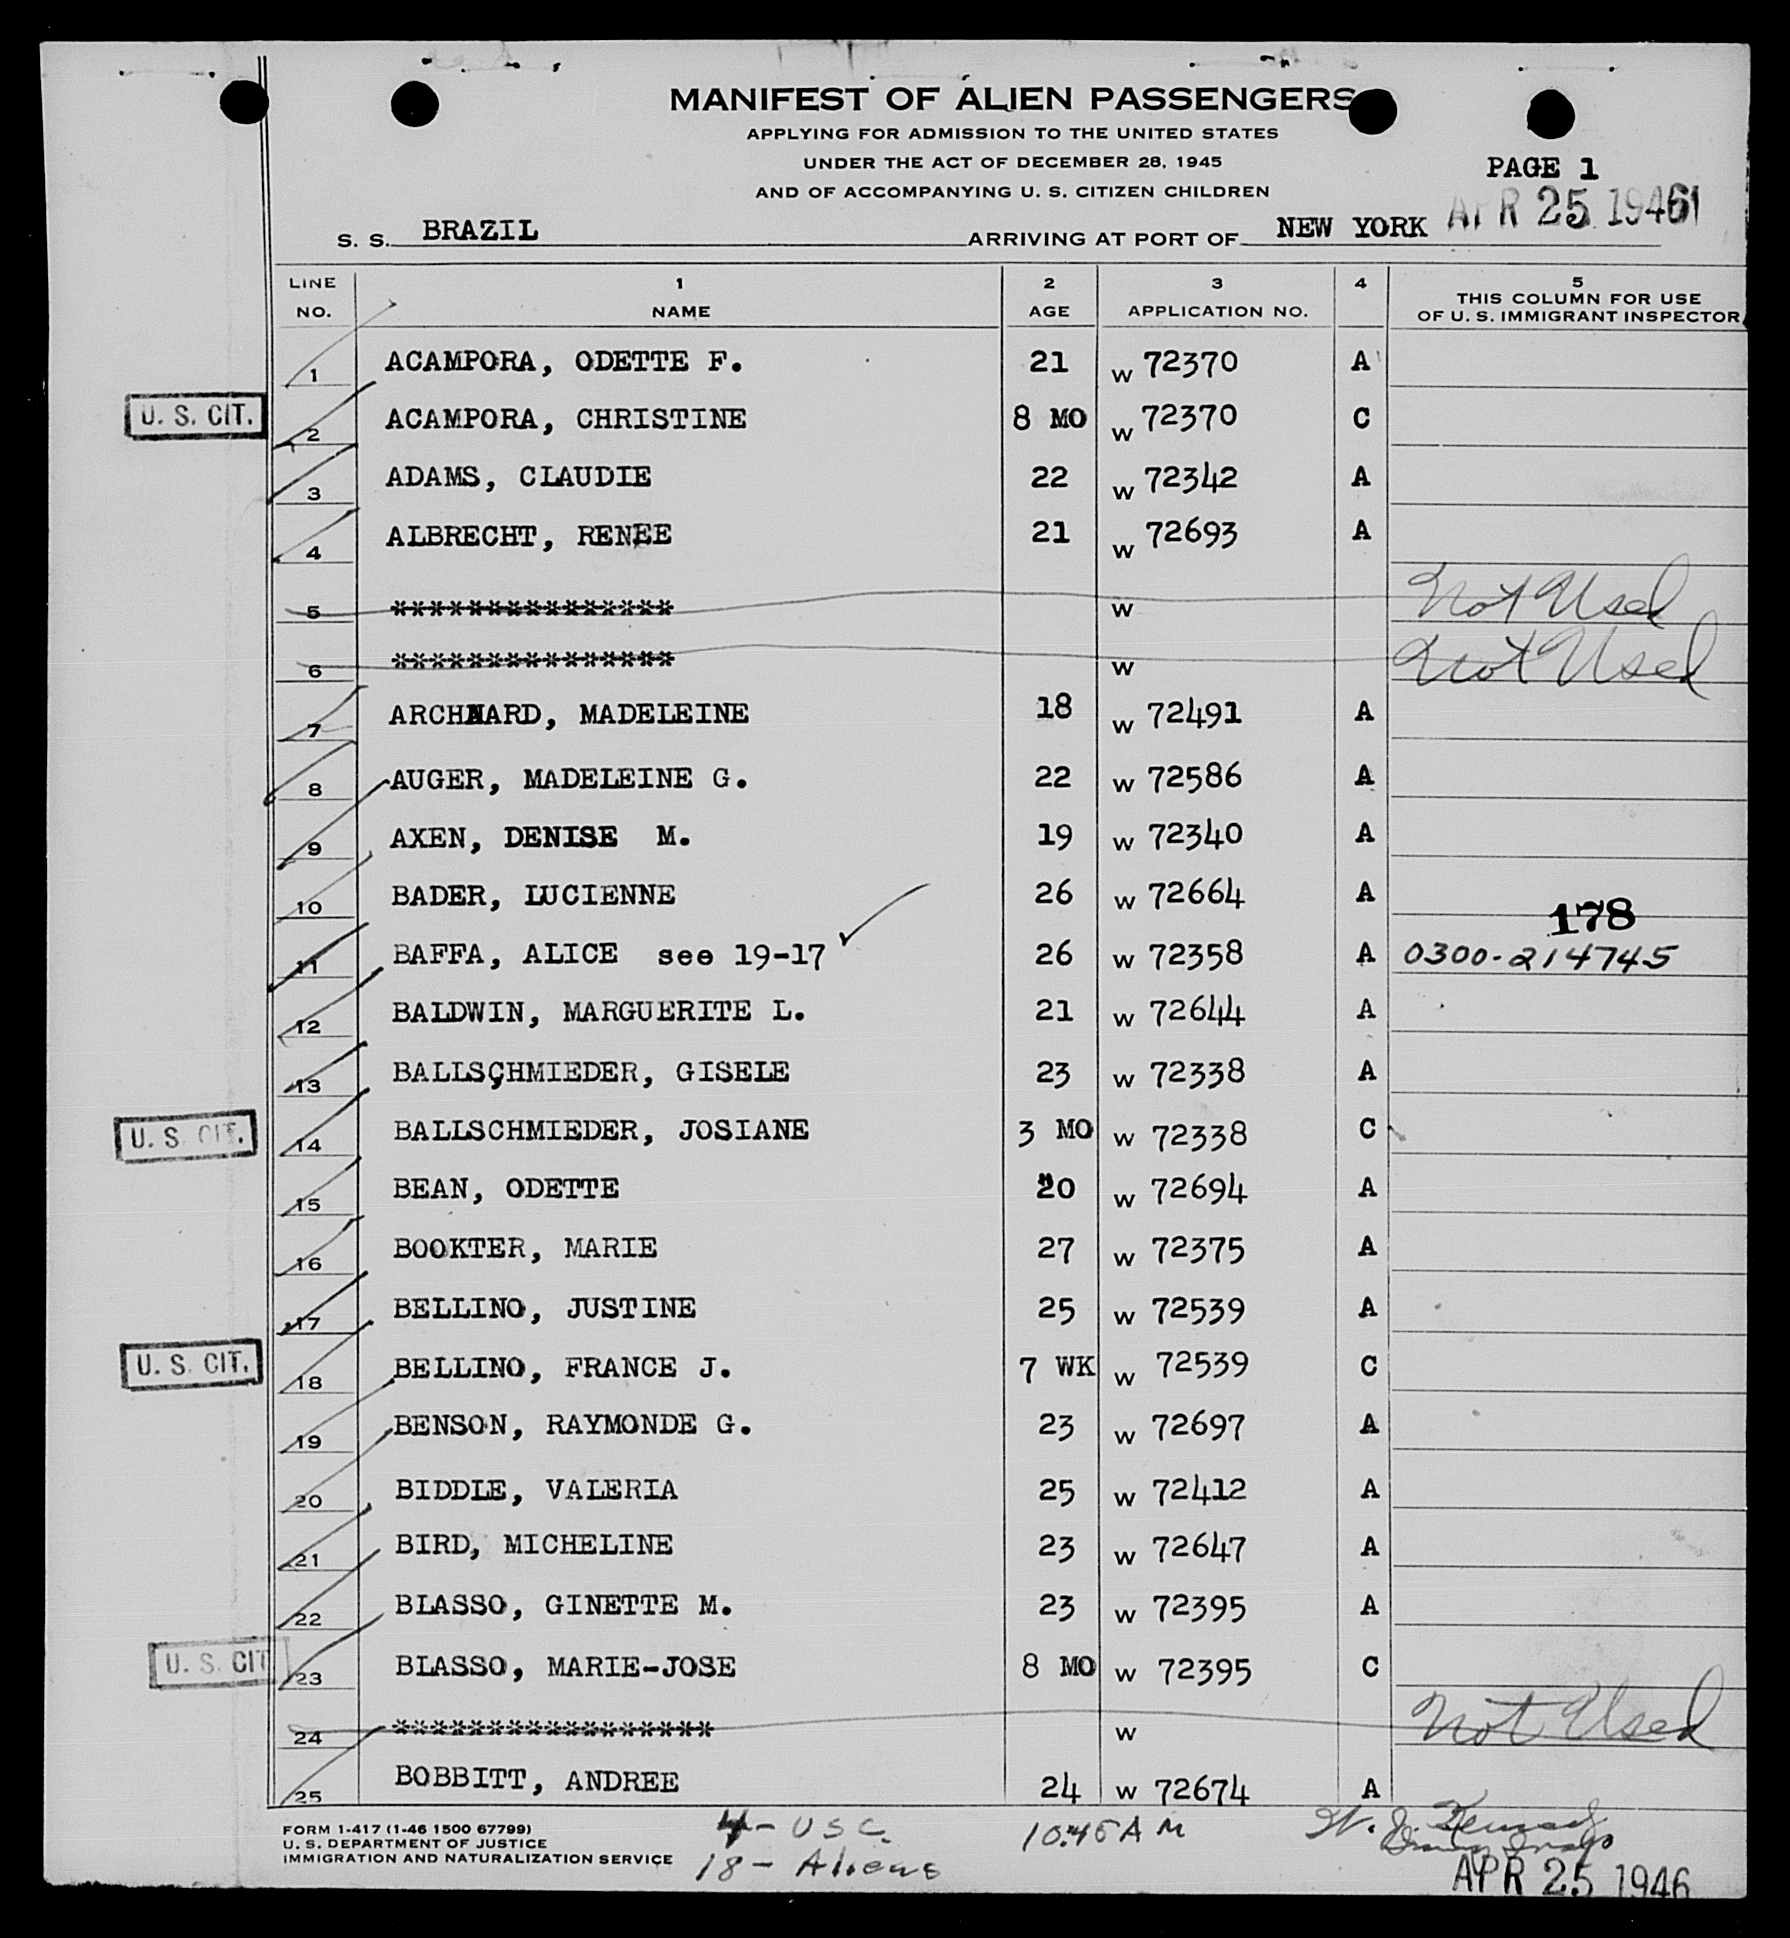 MANIFEST OF ALIEN PASSENGERS
APPLYING FOR ADMISSION TO THE UNITED STATES
UNDER THE ACT OF DECEMBER 28, 1945
AND OF ACCOMPANYING U. S. CITIZEN CHILDREN
PAGE 1
APR 25 1946
S. S. BRAZIL ARRIVING AT PORT OF NEW YORK
LINE NO. 1 NAME 2 AGE 3 APPLICATION NO. 4 5 THIS COLUMN FOR USE OF U. S. IMMIGRANT INSPECTOR
1 ACAMPORA, ODETTE F. 21 W 72370 A
U. S. CIT. 2 ACAMPORA, CHRISTINE 8 MO W 72370 C
3 ADAMS, CLAUDIE 22 W 72342 A
4 ALBRECHT, RENEE 21 W 72693 A
5 *************** W Not Used
6 *************** W Not Used
7 ARCHNARD, MADELEINE 18 W 72491 A
8 AUGER, MADELEINE G. 22 W 72586 A
9 AXEN, DENISE M. 19 W 72340 A
10 BADER, LUCIENNE 26 W 72664 A
178
11 BAFFA, ALICE see 19-17 ✓ 26 W 72358 A 0300-214745
12 BALDWIN, MARGUERITE L. 21 W 72644 A
13 BALLSCHMIEDER, GISELE 23 W 72338 A
U. S. CIT. 14 BALLSCHMIEDER, JOSIANE 3 MO W 72338 C
15 BEAN, ODETTE 20 W 72694 A
16 BOOKTER, MARIE 27 W 72375 A
17 BELLINO, JUSTINE 25 W 72539 A
U. S. CIT. 18 BELLINO, FRANCE J. 7 WK W 72539 C
19 BENSON, RAYMONDE G. 23 W 72697 A
20 BIDDLE, VALERIA 25 W 72412 A
21 BIRD, MICHELINE 23 W 72647 A
22 BLASSO, GINETTE M. 23 W 72395 A
U. S. CIT 23 BLASSO, MARIE-JOSE 8 MO W 72395 C
24 ***************** W Not Used
25 BOBBITT, ANDREE 24 W 72674 A
FORM 1-417 (1-46 1500 67799)
U. S. DEPARTMENT OF JUSTICE
IMMIGRATION AND NATURALIZATION SERVICE
4 - USC.
18 - Aliens
10.45 AM
APR 25 1946